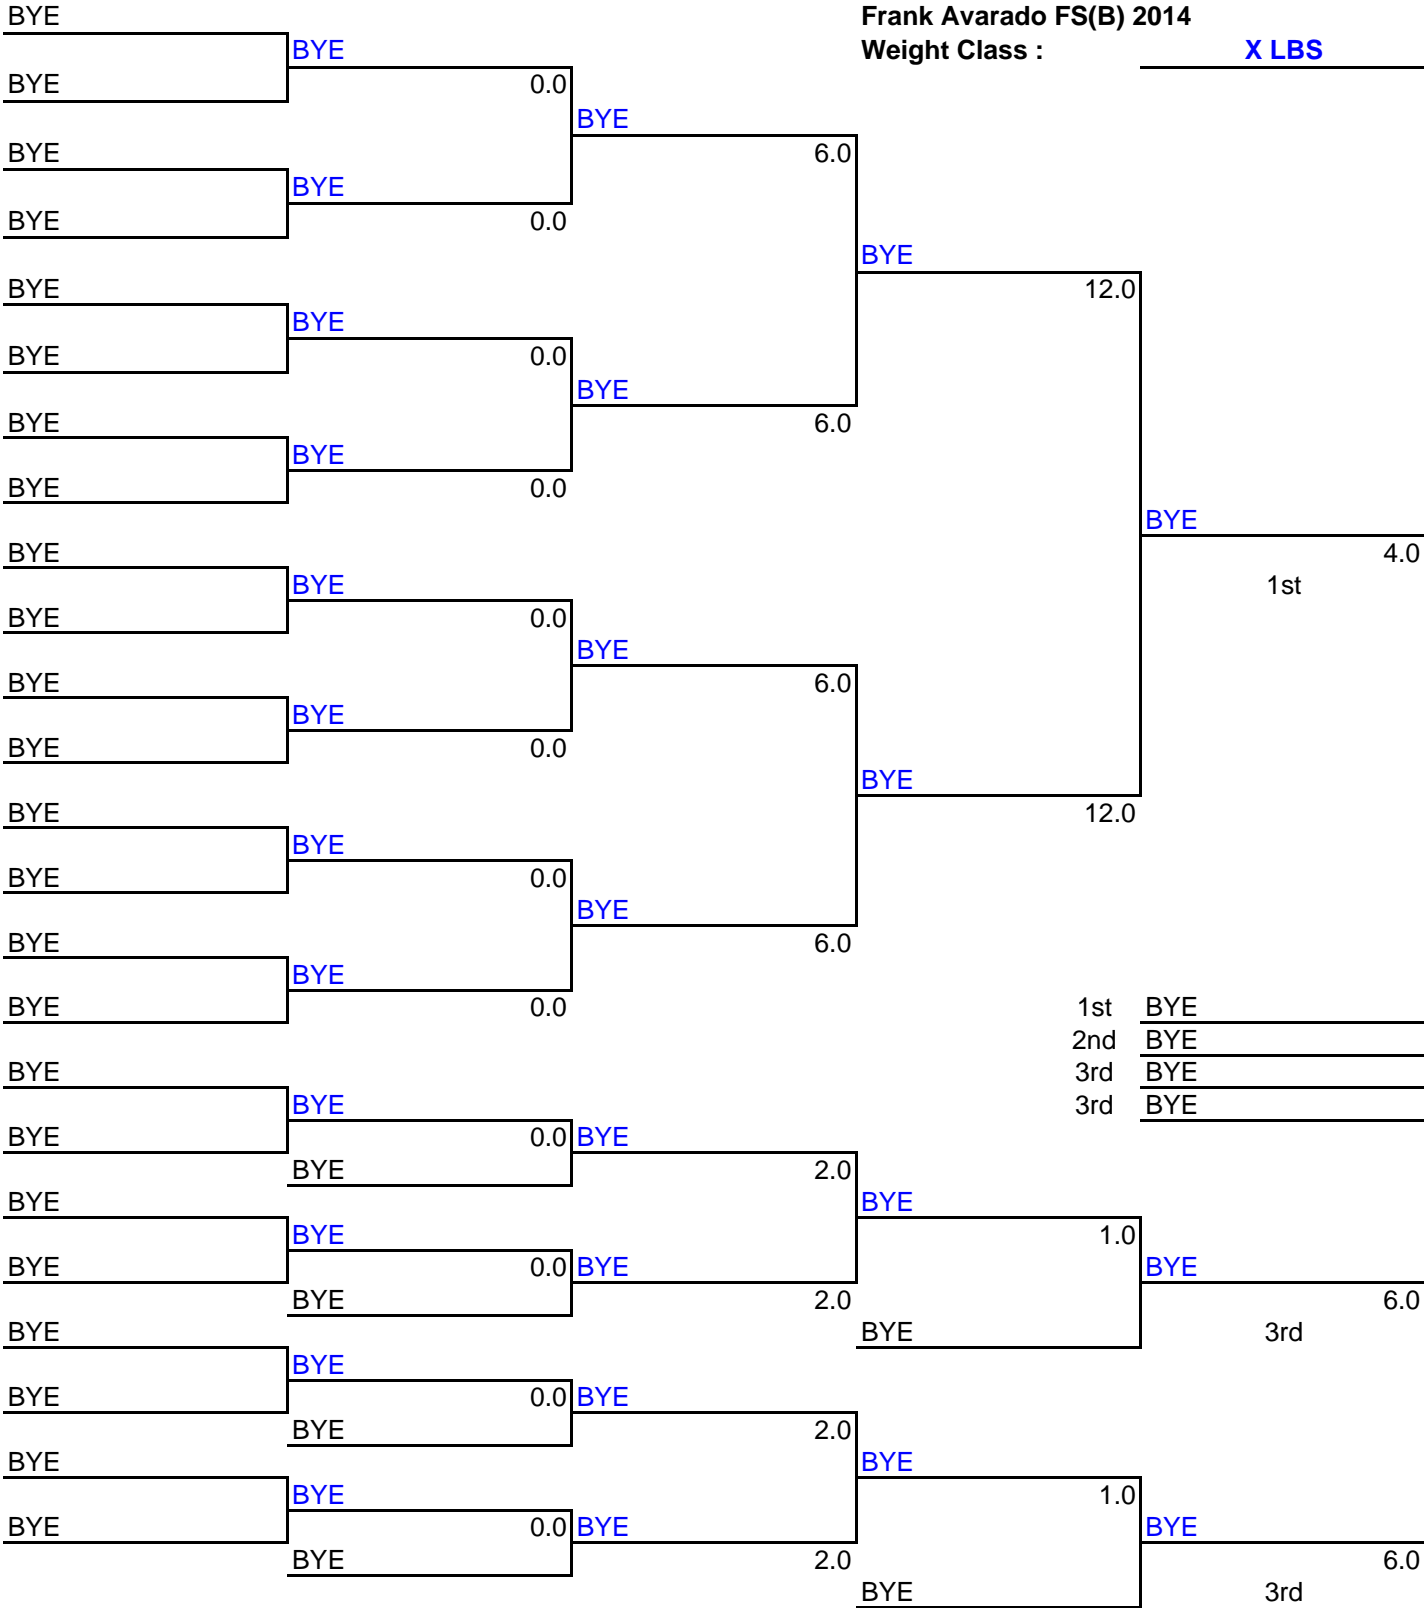 BYE Frank Avarado FS(B) 2014
BYE Weight Class : X LBS
BYE 0.0
BYE
BYE 6.0
BYE
BYE 0.0
BYE
BYE 12.0
BYE
BYE 0.0
BYE
BYE 6.0
BYE
BYE 0.0
BYE
BYE 4.0
BYE
BYE 1st
BYE 0.0
BYE
BYE 6.0
BYE
BYE 0.0
BYE
BYE 12.0
BYE
BYE 0.0
BYE
BYE 6.0
BYE
BYE 0.0 1st BYE
2nd BYE
BYE 3rd BYE
BYE 3rd BYE
BYE 0.0 BYE
BYE 2.0
BYE BYE
BYE 1.0
BYE 0.0 BYE BYE
BYE 2.0 6.0
BYE BYE 3rd
BYE
BYE 0.0 BYE
BYE 2.0
BYE BYE
BYE 1.0
BYE 0.0 BYE BYE
BYE 2.0 6.0
BYE 3rd